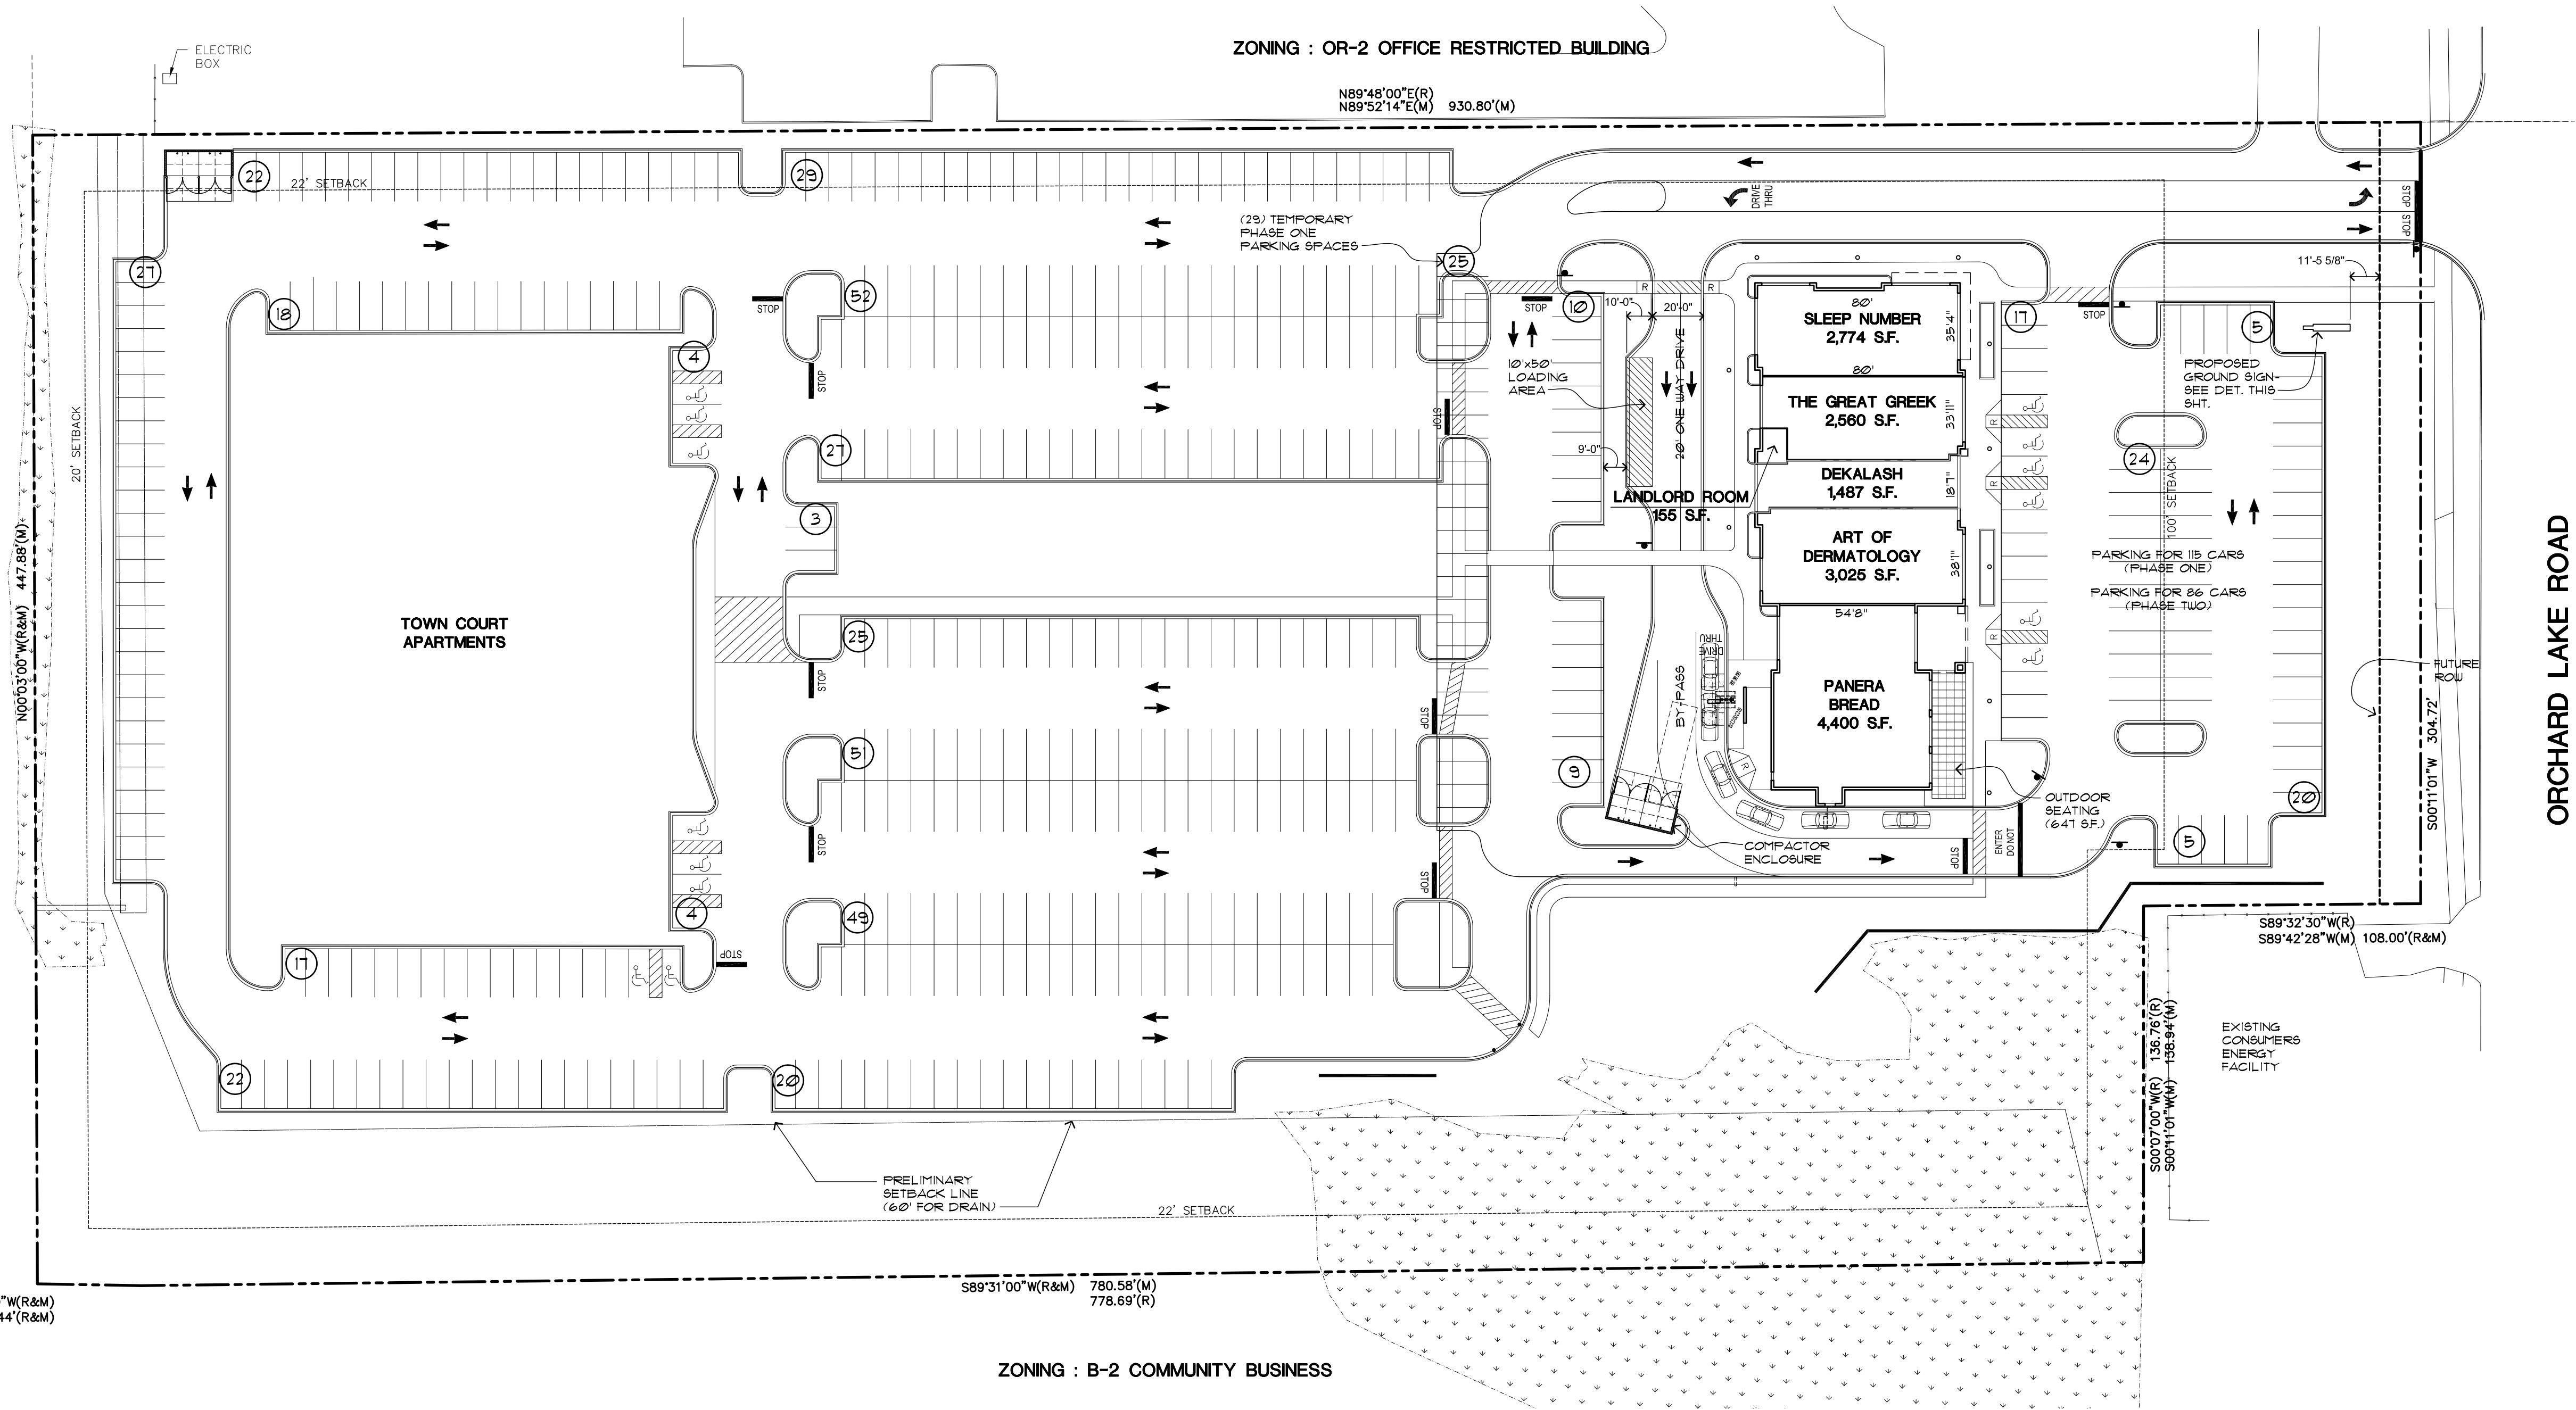 ELECTRIC
BOX
ZONING : OR-2 OFFICE RESTRICTED BUILDING
N89°48'00"E(R)
N89°52'14"E(M) 930.80'(M)
22
22' SETBACK
29
DRIVE
THRU
STOP
STOP
(29) TEMPORARY
PHASE ONE
PARKING SPACES
25
27
11'-5 5/8"
18
52
STOP
10
STOP
R
R
10'-0"
20'-0"
80'
SLEEP NUMBER
2,774 S.F.
35'4"
17
STOP
5
4
STOP
10'x50'
LOADING
AREA
20' ONE WAY DRIVE
80'
PROPOSED
GROUND SIGN-
SEE DET. THIS
SHT.
20' SETBACK
STOP
THE GREAT GREEK
2,560 S.F.
33'11"
R
27
9'-0"
24
DEKALASH
1,487 S.F.
18'7"
R
100' SETBACK
LANDLORD ROOM
155 S.F.
3
N00°03'00"W(R&M) 447.88'(M)
ART OF
DERMATOLOGY
3,025 S.F.
38'1"
PARKING FOR 115 CARS
(PHASE ONE)
PARKING FOR 86 CARS
(PHASE TWO)
ORCHARD LAKE ROAD
TOWN COURT
APARTMENTS
54'8"
25
DRIVE
THRU
R
STOP
FUTURE
ROW
BY-PASS
PANERA
BREAD
4,400 S.F.
STOP
S00°11'01"W 304.72'
51
9
R
OUTDOOR
SEATING
(647 S.F.)
20
STOP
COMPACTOR
ENCLOSURE
STOP
DO NOT
ENTER
5
STOP
4
49
S89°32'30"W(R)
S89°42'28"W(M) 108.00'(R&M)
17
STOP
S00°07'00"W(R) 136.76'(R)
S00°11'01"W(M) 138.94'(M)
EXISTING
CONSUMERS
ENERGY
FACILITY
22
20
PRELIMINARY
SETBACK LINE
(60' FOR DRAIN)
22' SETBACK
S89°31'00"W(R&M) 780.58'(M)
778.69'(R)
"W(R&M)
44'(R&M)
ZONING : B-2 COMMUNITY BUSINESS